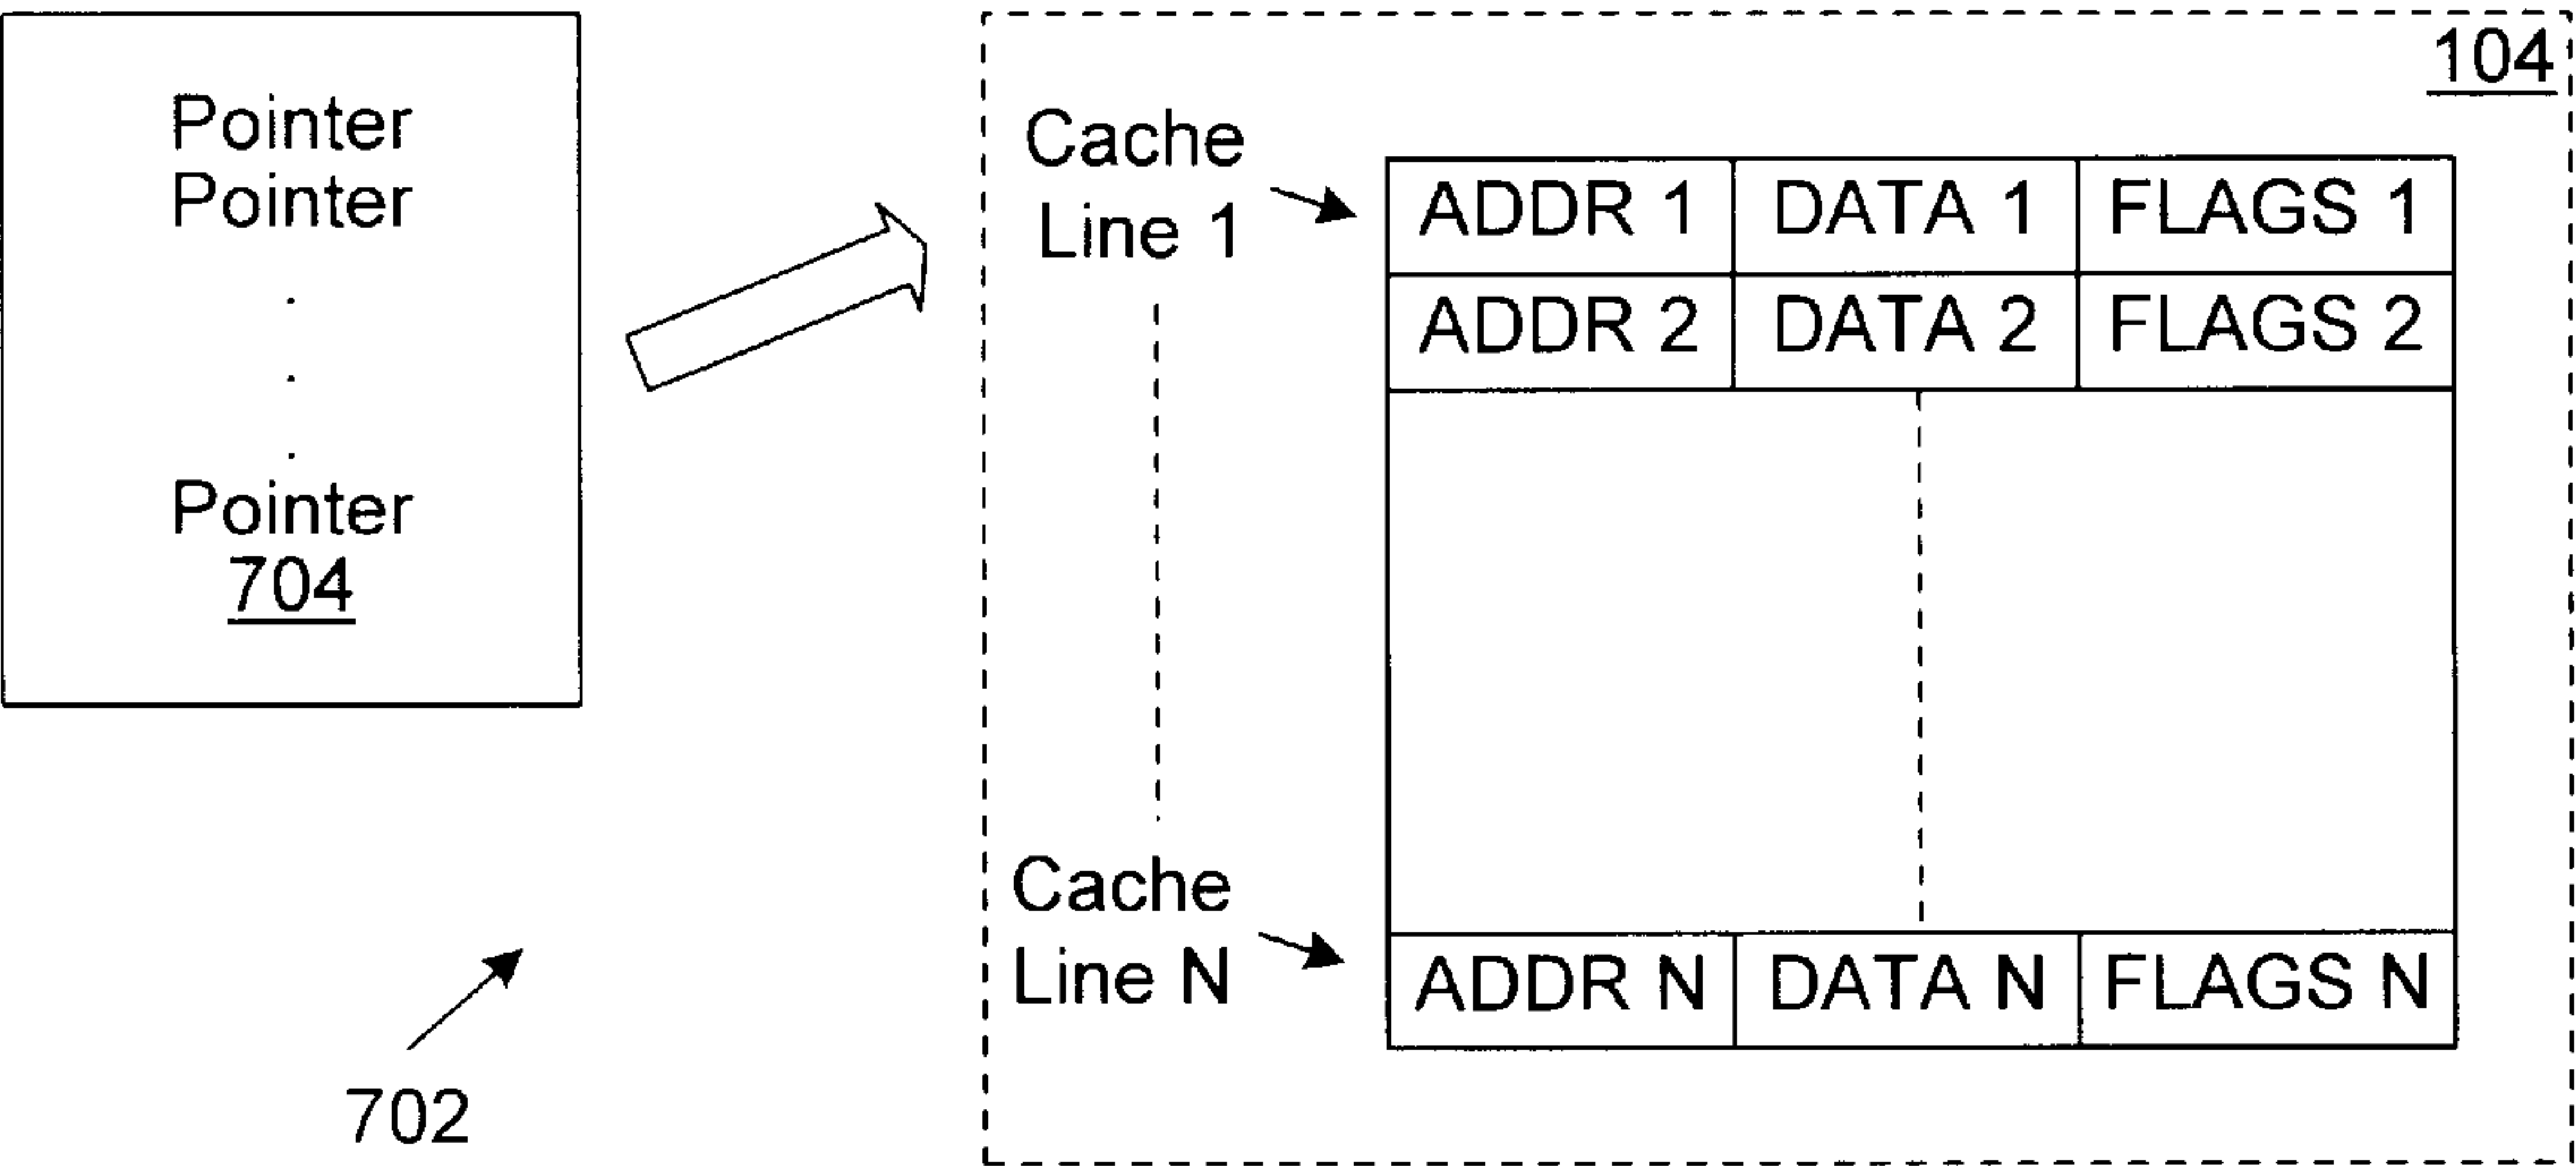 Pointer
Pointer
.
.
.
Pointer
704
702
104
Cache
Line 1
ADDR 1 DATA 1 FLAGS 1
ADDR 2 DATA 2 FLAGS 2
Cache
Line N
ADDR N DATA N FLAGS N